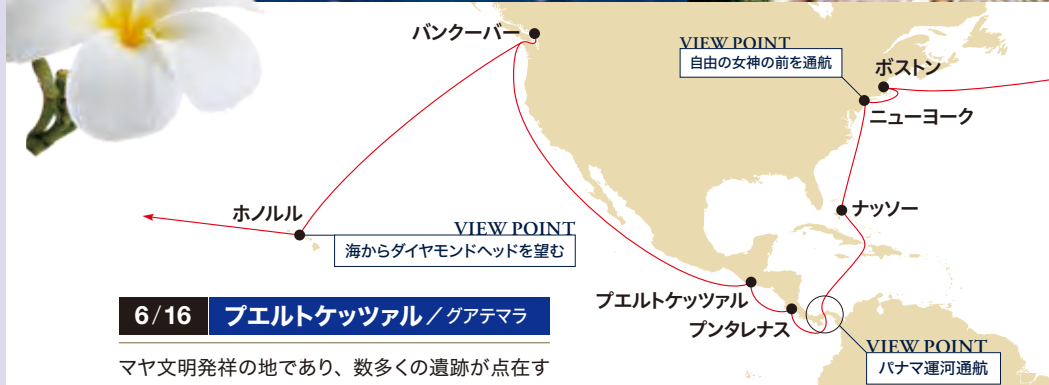 バンクーバー
VIEW POINT
自由の女神の前を通航
ボストン
ニューヨーク
ナッソー
ホノルル
VIEW POINT
海からダイヤモンドヘッドを望む
プエルトケッツァル
プンタレナス
VIEW POINT
パナマ運河通航
6/16 プエルトケッツァル／グアテマラ
マヤ文明発祥の地であり、数多くの遺跡が点在す